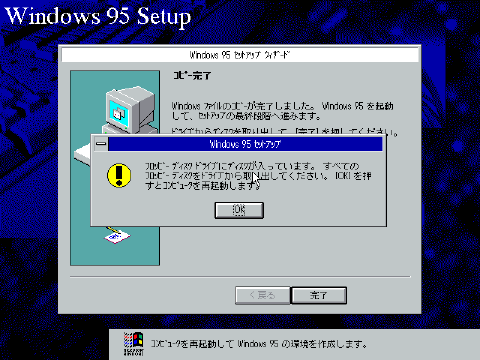 Windows 95 Setup
Windows 95 ｾｯﾄｱｯﾌﾟ ｳｨｻﾞｰﾄﾞ
ｺﾋﾟｰ完了
Windows ﾌｧｲﾙのｺﾋﾟｰが完了しました。 Windows 95 を起動
して、ｾｯﾄｱｯﾌﾟの最終段階へ進みます。
ﾄﾞﾗｲﾌﾞからﾃﾞｨｽｸを取り出して、[完了] を押してください。
Windows 95 ｾｯﾄｱｯﾌﾟ
ﾌﾛｯﾋﾟｰ ﾃﾞｨｽｸ ﾄﾞﾗｲﾌﾞにﾃﾞｨｽｸが入っています。 すべての
ﾌﾛｯﾋﾟｰ ﾃﾞｨｽｸをﾄﾞﾗｲﾌﾞから取り出してください。 [OK] を押
すとｺﾝﾋﾟｭｰﾀを再起動します。
OK
< 戻る
完了
ｺﾝﾋﾟｭｰﾀを再起動して Windows 95 の環境を作成します。